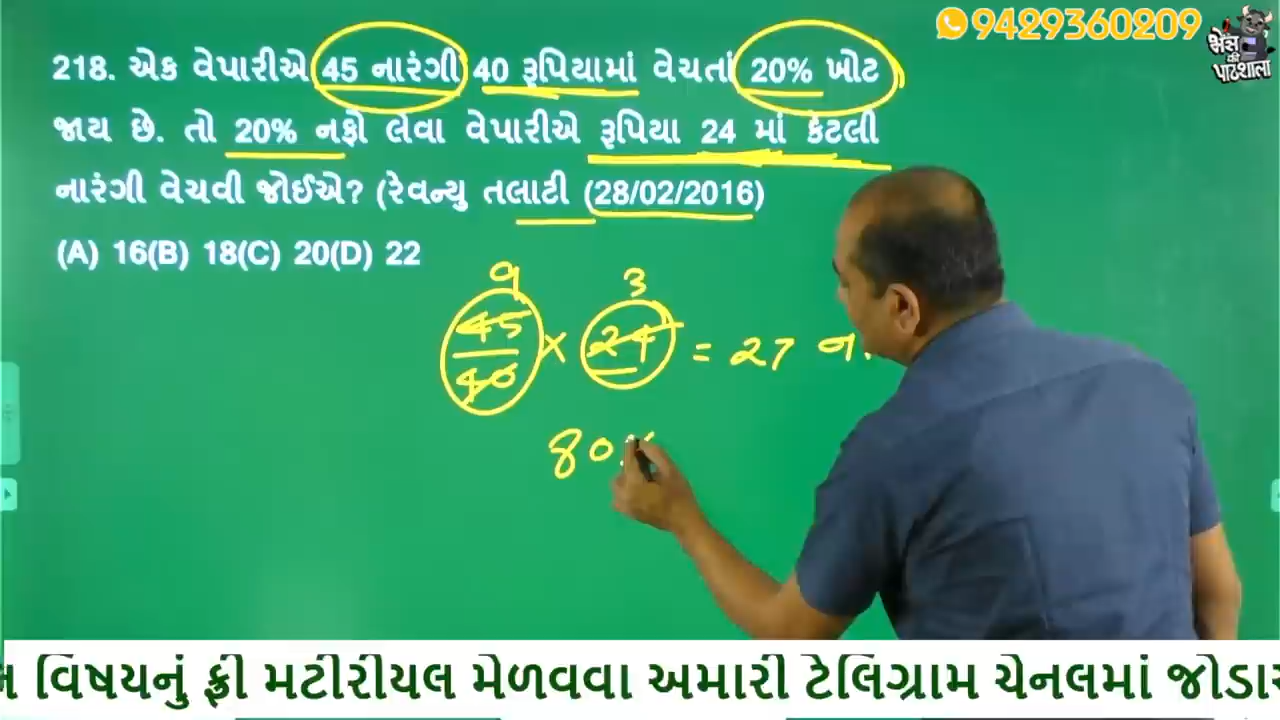 9429360209
भैंस की पाठशाला
218. એક વેપારીએ 45 નારંગી 40 રૂપિયામાં વેચતાં 20% ખોટ
જાય છે. તો 20% નફો લેવા વેપારીએ રૂપિયા 24 માં કેટલી
નારંગી વેચવી જોઈએ? (રેવન્યુ તલાટી (28/02/2016)
(A) 16(B) 18(C) 20(D) 22
9 3
45/40 × 24 = 27 ના.
80%
વિષયનું ફ્રી મટીરીયલ મેળવવા અમારી ટેલિગ્રામ ચેનલમાં